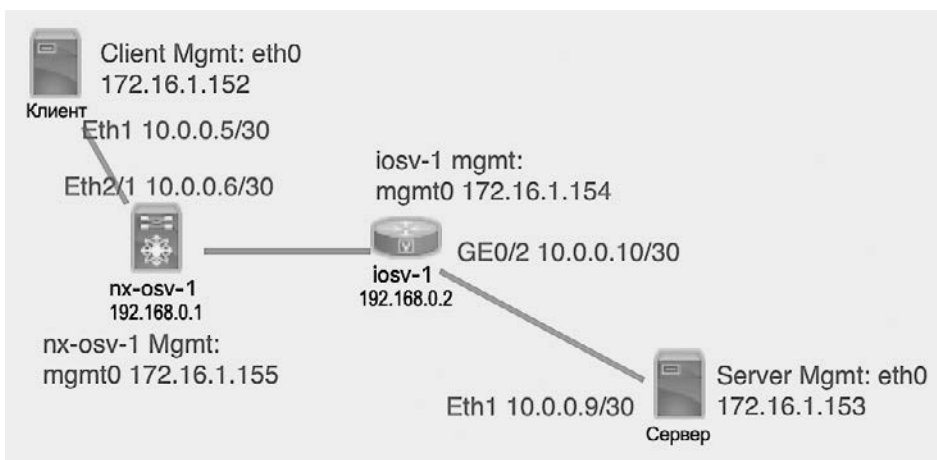 Client Mgmt: eth0
172.16.1.152
Клиент
Eth1 10.0.0.5/30
Eth2/1 10.0.0.6/30
iosv-1 mgmt:
mgmt0 172.16.1.154
GE0/2 10.0.0.10/30
nx-osv-1
192.168.0.1
iosv-1
192.168.0.2
nx-osv-1 Mgmt:
mgmt0 172.16.1.155
Eth1 10.0.0.9/30
Server Mgmt: eth0
172.16.1.153
Сервер